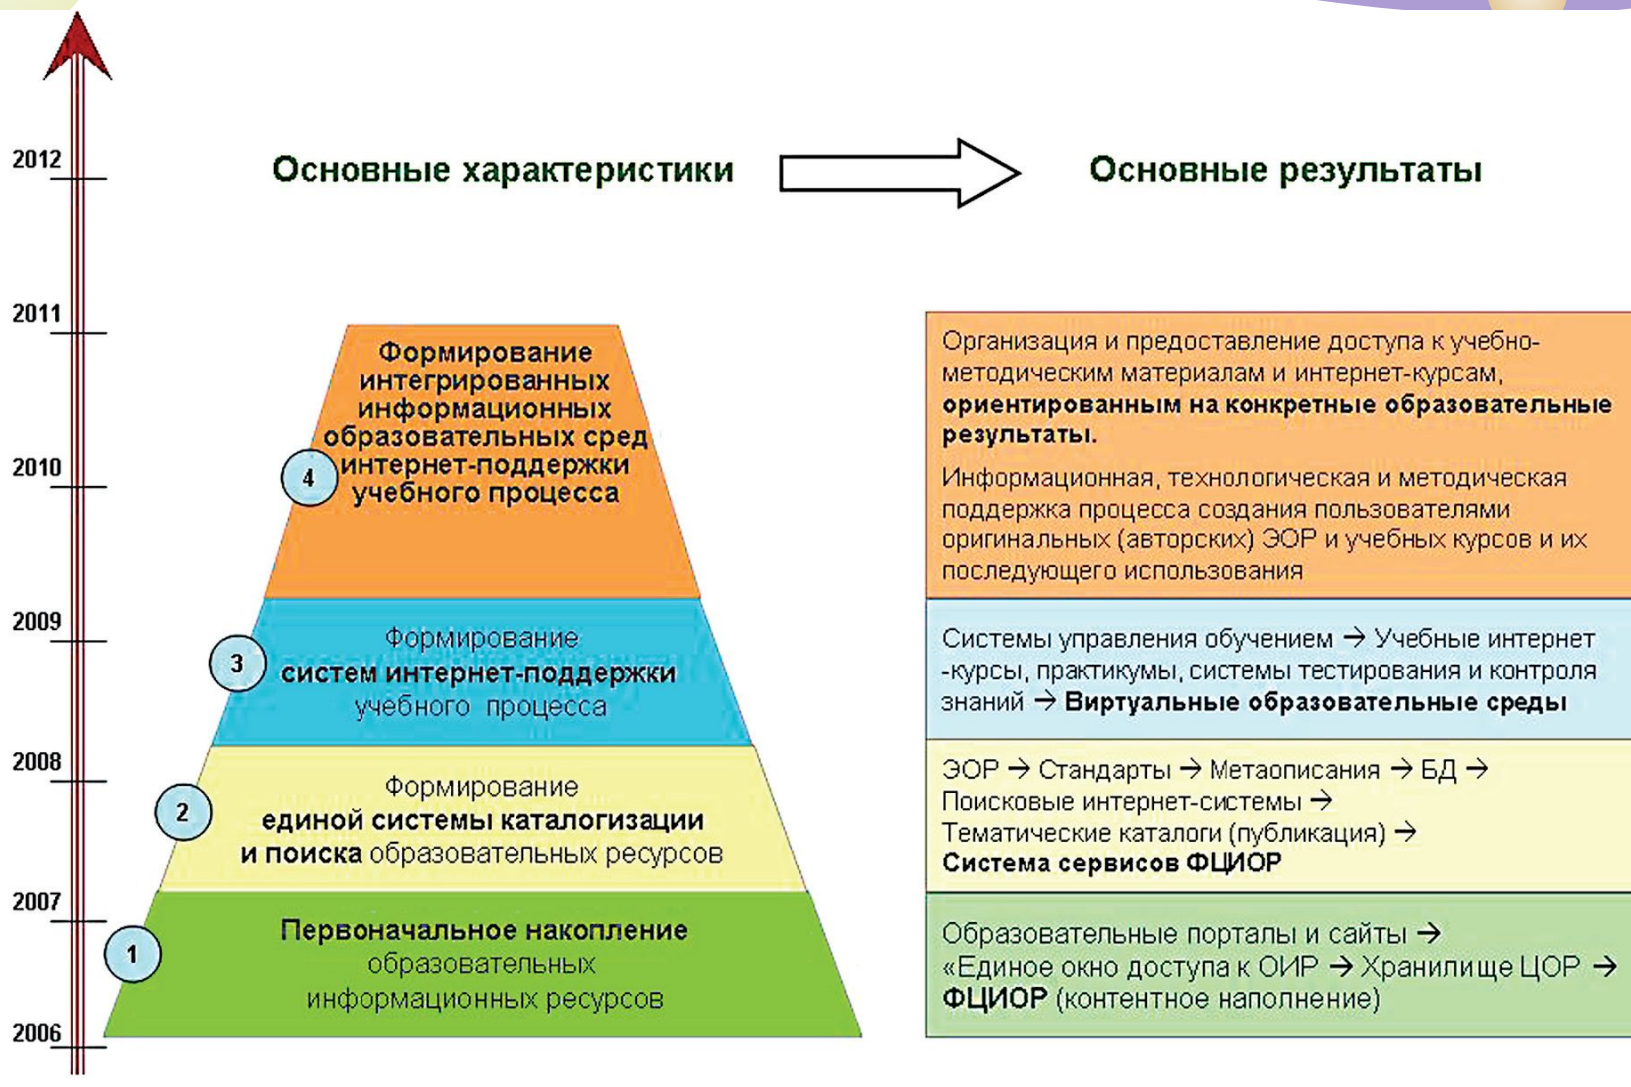 2012
Основные характеристики
Основные результаты
2011
2010
2009
2008
2007
2006
4
Формирование
интегрированных
информационных
образовательных сред
интернет-поддержки
учебного процесса
Организация и предоставление доступа к учебно-
методическим материалам и интернет-курсам,
ориентированным на конкретные образовательные
результаты.
Информационная, технологическая и методическая
поддержка процесса создания пользователями
оригинальных (авторских) ЭОР и учебных курсов и их
последующего использования
3
Формирование
систем интернет-поддержки
учебного процесса
Системы управления обучением → Учебные интернет
-курсы, практикумы, системы тестирования и контроля
знаний → Виртуальные образовательные среды
2
Формирование
единой системы каталогизации
и поиска образовательных ресурсов
ЭОР → Стандарты → Метаописания → БД →
Поисковые интернет-системы →
Тематические каталоги (публикация) →
Система сервисов ФЦИОР
1
Первоначальное накопление
образовательных
информационных ресурсов
Образовательные порталы и сайты →
«Единое окно доступа к ОИР → Хранилище ЦОР →
ФЦИОР (контентное наполнение)